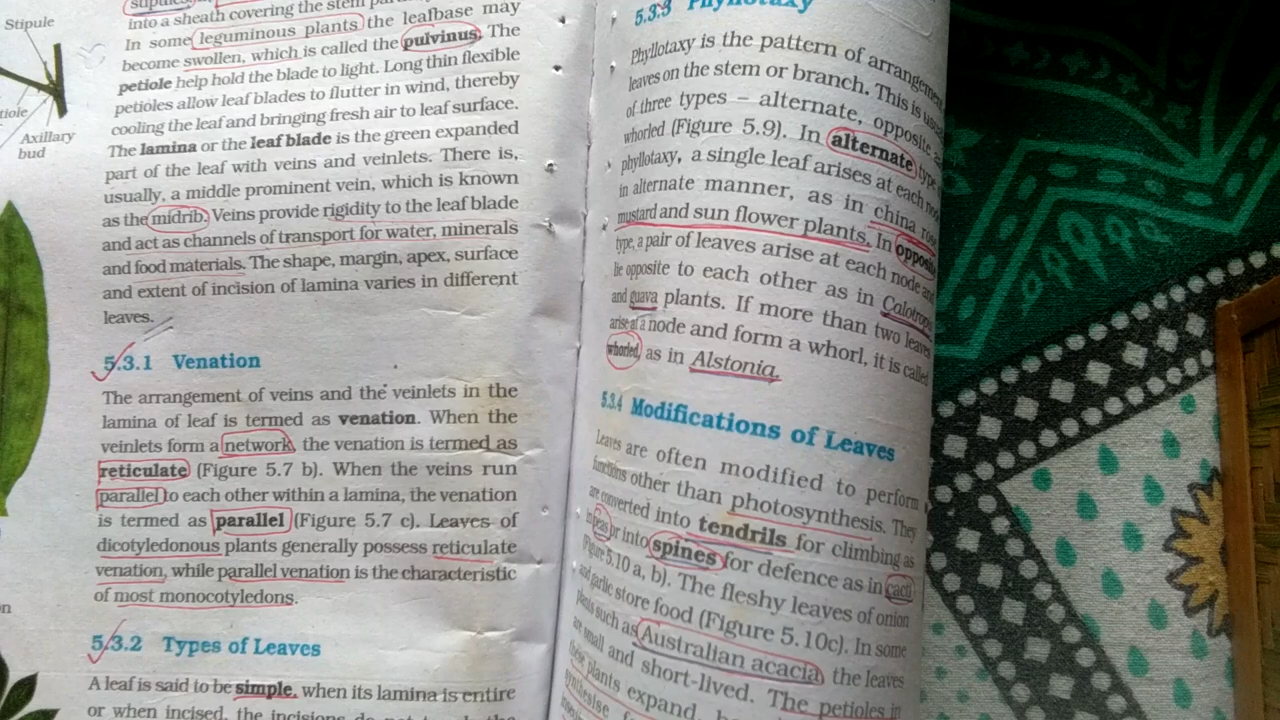 Stipule
Axillary
bud
stipules
into a sheath covering the stem
In some leguminous plants the leafbase may
become swollen, which is called the pulvinus. The
petiole help hold the blade to light. Long thin flexible
petioles allow leaf blades to flutter in wind, thereby
cooling the leaf and bringing fresh air to leaf surface.
The lamina or the leaf blade is the green expanded
part of the leaf with veins and veinlets. There is,
usually, a middle prominent vein, which is known
as the midrib. Veins provide rigidity to the leaf blade
and act as channels of transport for water, minerals
and food materials. The shape, margin, apex, surface
and extent of incision of lamina varies in different
leaves.
5.3.1 Venation
The arrangement of veins and the veinlets in the
lamina of leaf is termed as venation. When the
veinlets form a network, the venation is termed as
reticulate (Figure 5.7 b). When the veins run
parallel to each other within a lamina, the venation
is termed as parallel (Figure 5.7 c). Leaves of
dicotyledonous plants generally possess reticulate
venation, while parallel venation is the characteristic
of most monocotyledons.
5.3.2 Types of Leaves
A leaf is said to be simple, when its lamina is entire
or when incised, the incisions do not
5.3.3 Phyllotaxy
Phyllotaxy is the pattern of arrangement
leaves on the stem or branch. This is
of three types – alternate, opposite
whorled (Figure 5.9). In alternate type
phyllotaxy, a single leaf arises at each
in alternate manner, as in china rose
mustard and sun flower plants. In opposite
type, a pair of leaves arise at each node and
lie opposite to each other as in Calotropis
and guava plants. If more than two leaves
arise at a node and form a whorl, it is called
whorled, as in Alstonia.
5.3.4 Modifications of Leaves
Leaves are often modified to perform
functions other than photosynthesis. They
are converted into tendrils for climbing as
in peas or into spines for defence as in cacti
(Figure 5.10 a, b). The fleshy leaves of onion
and garlic store food (Figure 5.10c). In some
plants such as Australian acacia, the leaves
are small and short-lived. The petioles in
these plants expand,